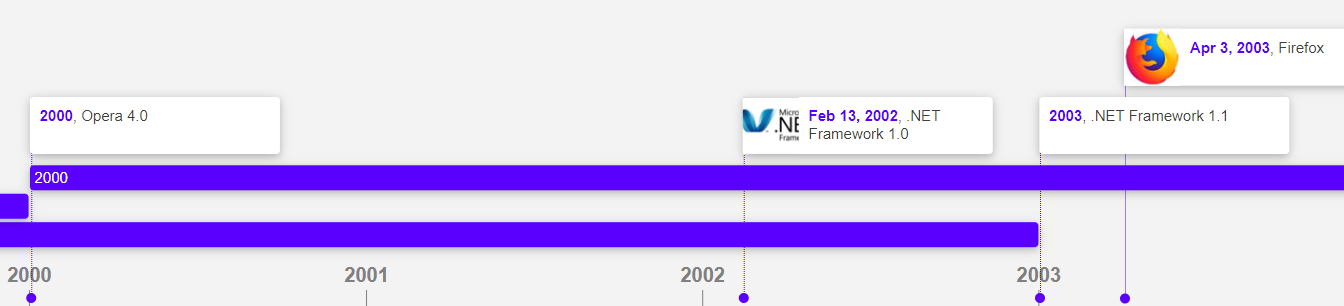 Apr 3, 2003, Firefox
2000, Opera 4.0
Feb 13, 2002, .NET
Framework 1.0
2003, .NET Framework 1.1
2000
2000
2001
2002
2003